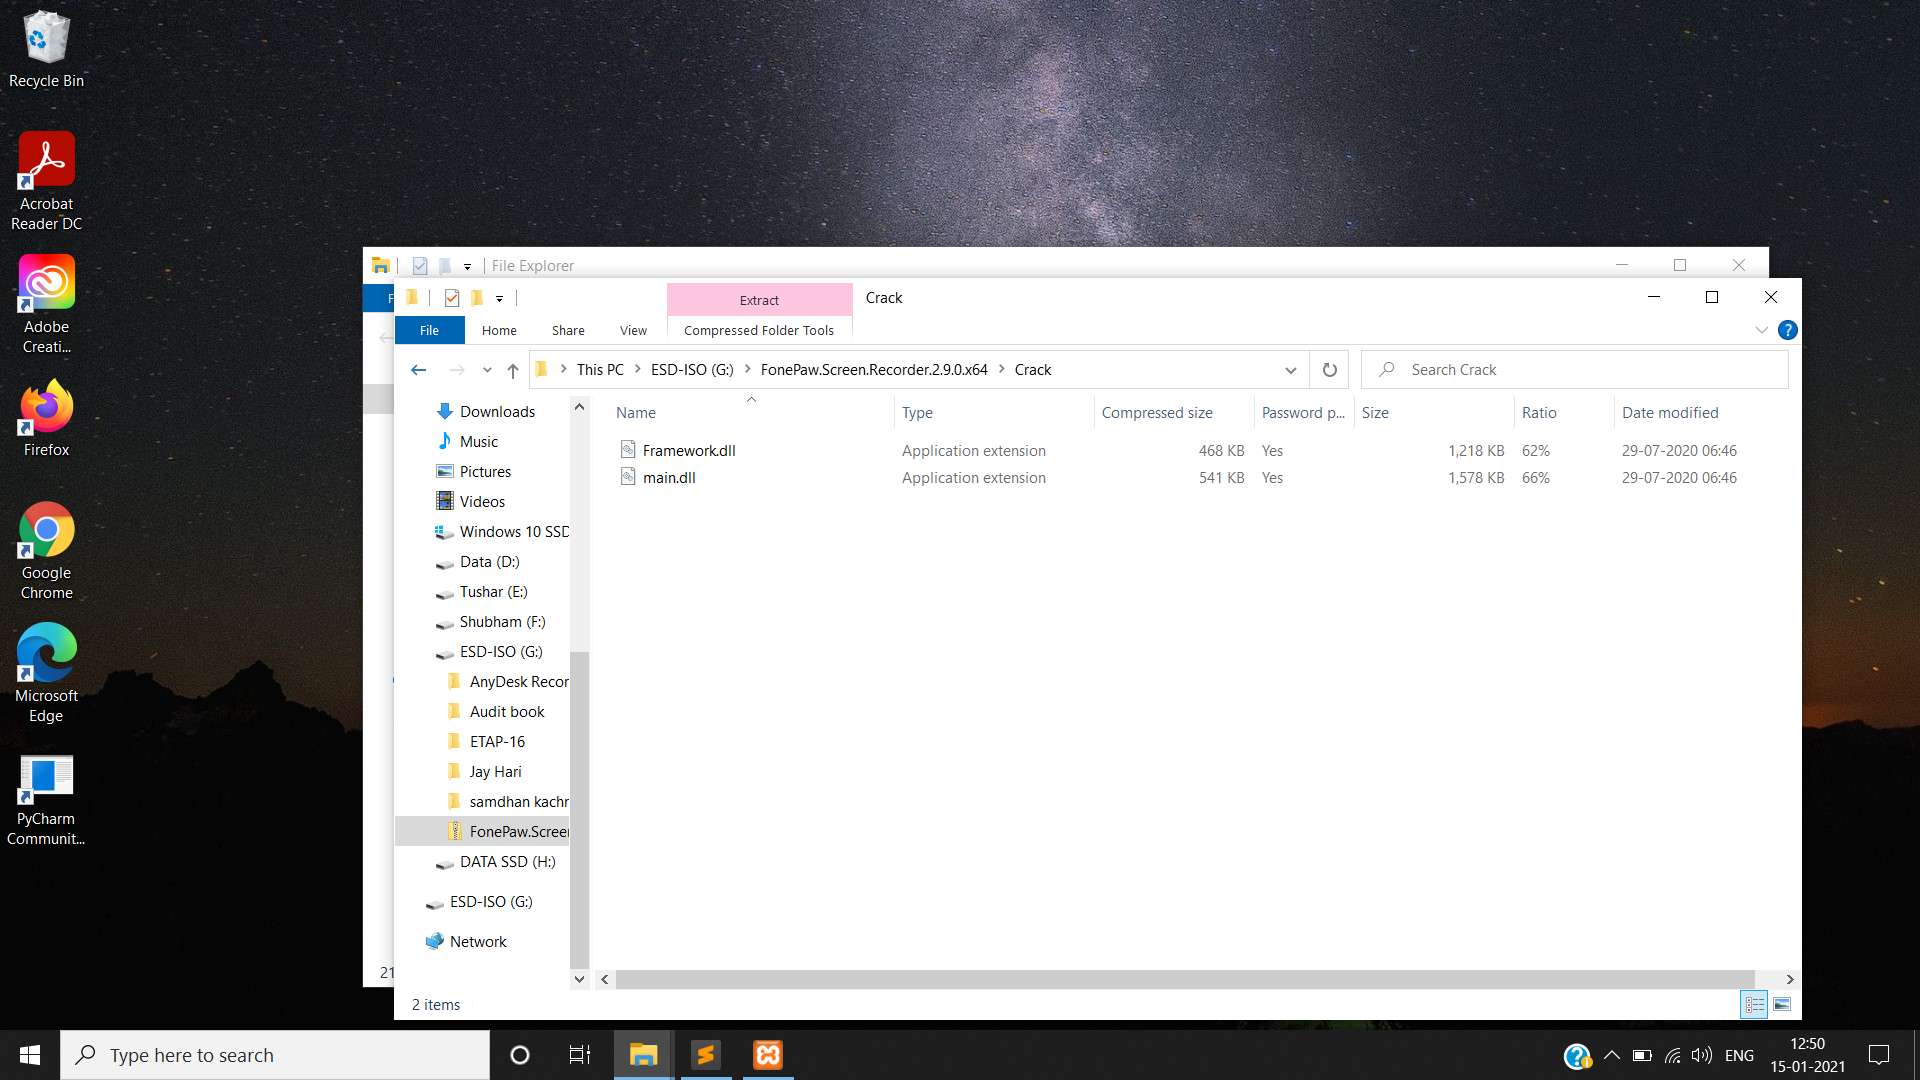 Recycle Bin
Acrobat
Reader DC
Adobe
Creati...
Firefox
Google
Chrome
Microsoft
Edge
PyCharm
Communit...
File Explorer
F
21
Extract
Crack
File
Home
Share
View
Compressed Folder Tools
This PC
ESD-ISO (G:)
FonePaw.Screen.Recorder.2.9.0.x64
Crack
Search Crack
Downloads
Music
Pictures
Videos
Windows 10 SSD
Data (D:)
Tushar (E:)
Shubham (F:)
ESD-ISO (G:)
AnyDesk Recor
Audit book
ETAP-16
Jay Hari
samdhan kachr
FonePaw.Screen
DATA SSD (H:)
ESD-ISO (G:)
Network
Name Type Compressed size Password p... Size Ratio Date modified
Framework.dll Application extension 468 KB Yes 1,218 KB 62% 29-07-2020 06:46
main.dll Application extension 541 KB Yes 1,578 KB 66% 29-07-2020 06:46
2 items
Type here to search
ENG
12:50
15-01-2021